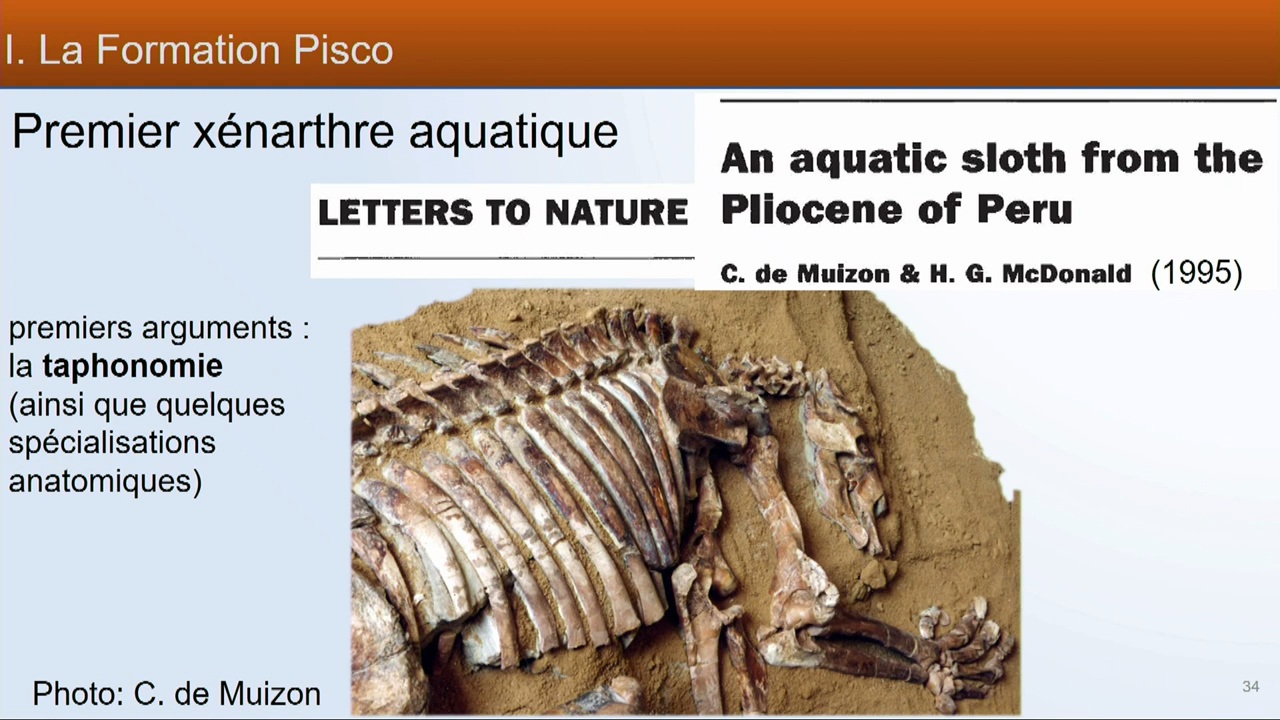 I. La Formation Pisco
Premier xénarthre aquatique
LETTERS TO NATURE
An aquatic sloth from the
Pliocene of Peru
C. de Muizon & H. G. McDonald (1995)
premiers arguments :
la taphonomie
(ainsi que quelques
spécialisations
anatomiques)
Photo: C. de Muizon
34